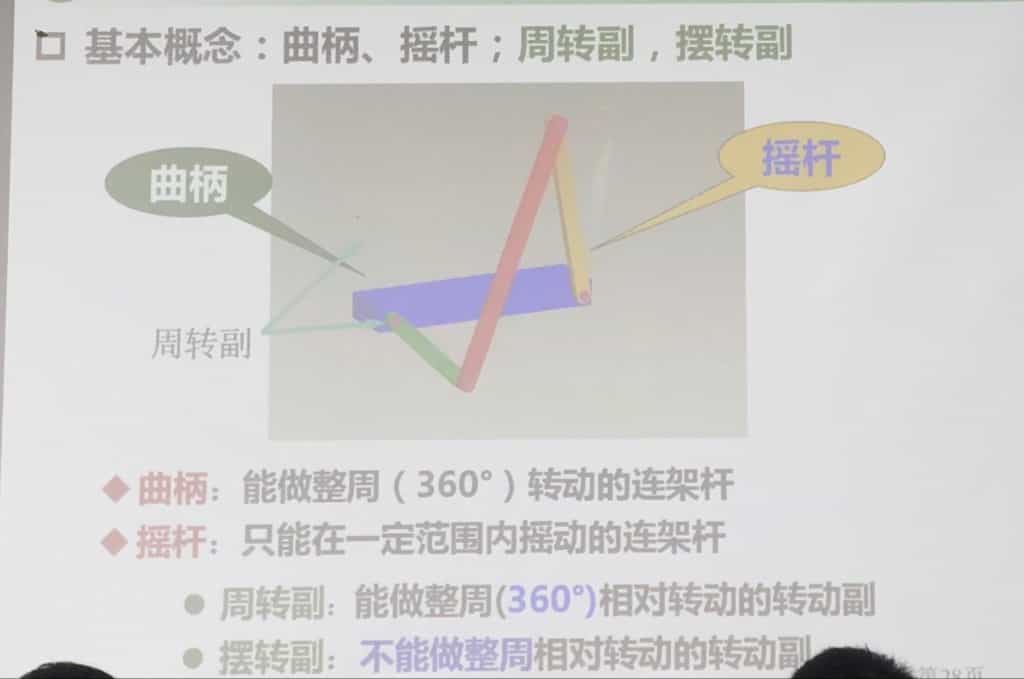 基本概念：曲柄、摇杆；周转副，摆转副
曲柄
摇杆
周转副
曲柄：能做整周（360°）转动的连架杆
摇杆：只能在一定范围内摇动的连架杆
周转副：能做整周(360°)相对转动的转动副
摆转副：不能做整周相对转动的转动副
第28页